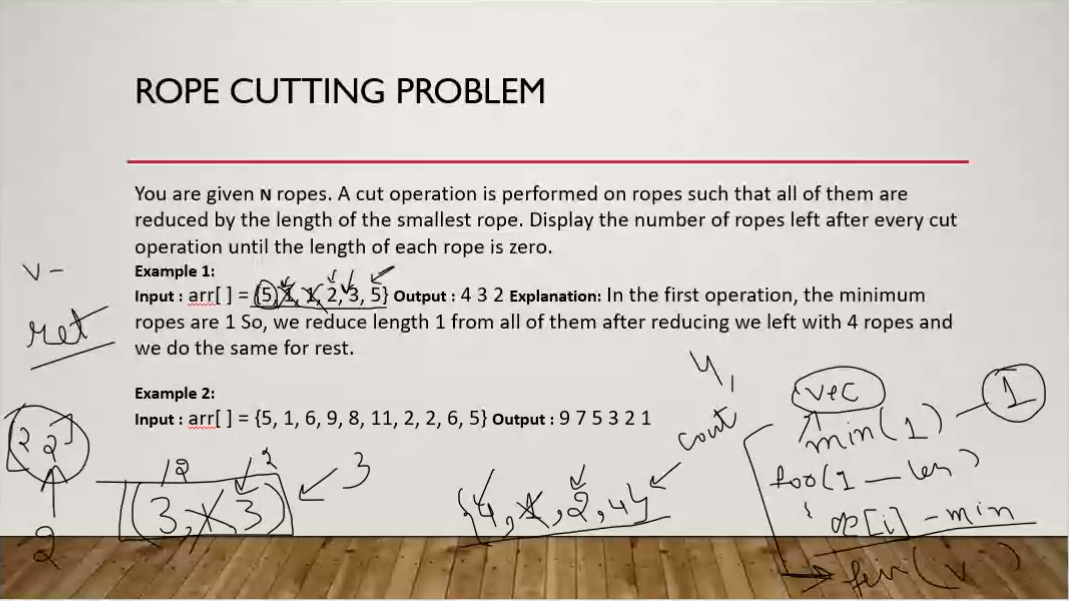 ROPE CUTTING PROBLEM
You are given N ropes. A cut operation is performed on ropes such that all of them are
reduced by the length of the smallest rope. Display the number of ropes left after every cut
operation until the length of each rope is zero.
Example 1:
Input : arr[ ] = {5, 1, 1, 2, 3, 5} Output : 4 3 2 Explanation: In the first operation, the minimum
ropes are 1 So, we reduce length 1 from all of them after reducing we left with 4 ropes and
we do the same for rest.
Example 2:
Input : arr[ ] = {5, 1, 6, 9, 8, 11, 2, 2, 6, 5} Output : 9 7 5 3 2 1
v -
ret
{2 2}
2
(3, 3)
3
{4, 1, 2, 4}
4,
cout
vec
min(1) — 1
for(1 — len)
[i] - min
(v )